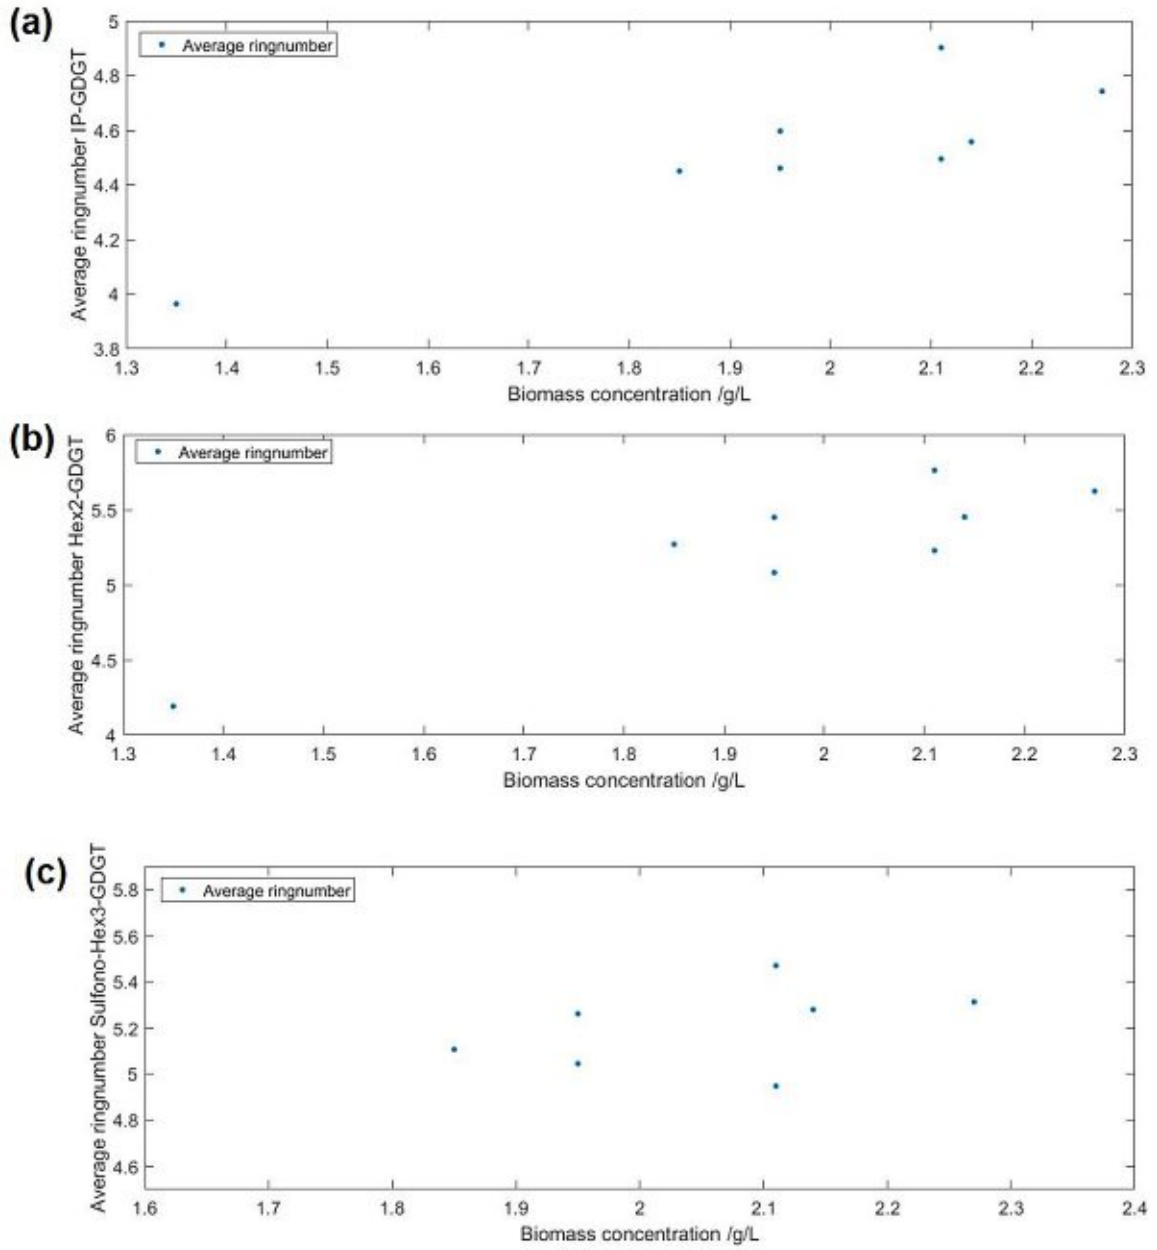 (a)
Average ringnumber IP-GDGT
5
4.8
4.6
4.4
4.2
4
3.8
Average ringnumber
1.3 1.4 1.5 1.6 1.7 1.8 1.9 2 2.1 2.2 2.3
Biomass concentration /g/L
(b)
Average ringnumber Hex2-GDGT
6
5.5
5
4.5
4
Average ringnumber
1.3 1.4 1.5 1.6 1.7 1.8 1.9 2 2.1 2.2 2.3
Biomass concentration /g/L
(c)
Average ringnumber Sulfono-Hex3-GDGT
5.8
5.6
5.4
5.2
5
4.8
4.6
Average ringnumber
1.6 1.7 1.8 1.9 2 2.1 2.2 2.3 2.4
Biomass concentration /g/L